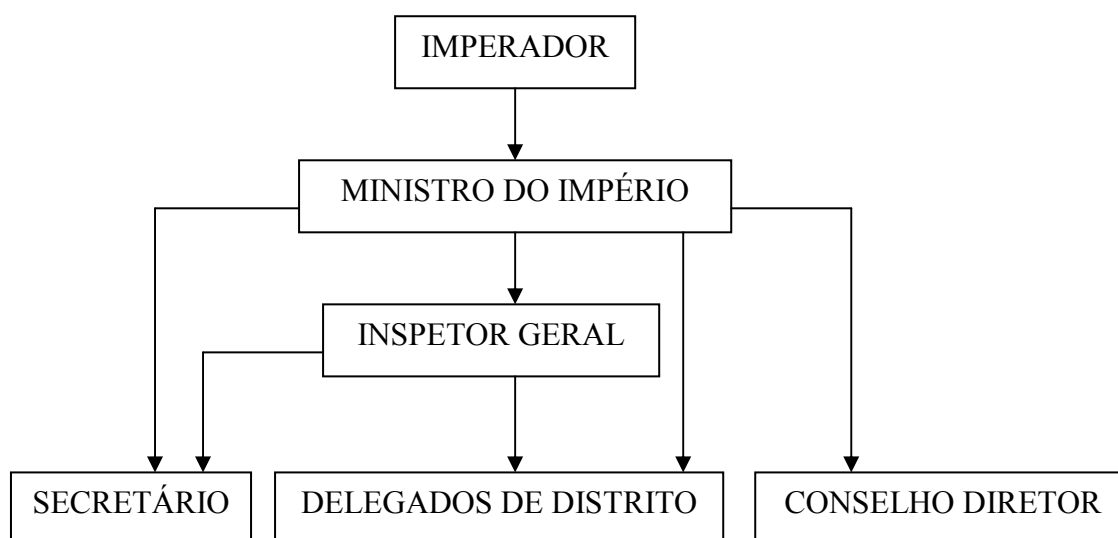 IMPERADOR
MINISTRO DO IMPÉRIO
INSPETOR GERAL
SECRETÁRIO
DELEGADOS DE DISTRITO
CONSELHO DIRETOR